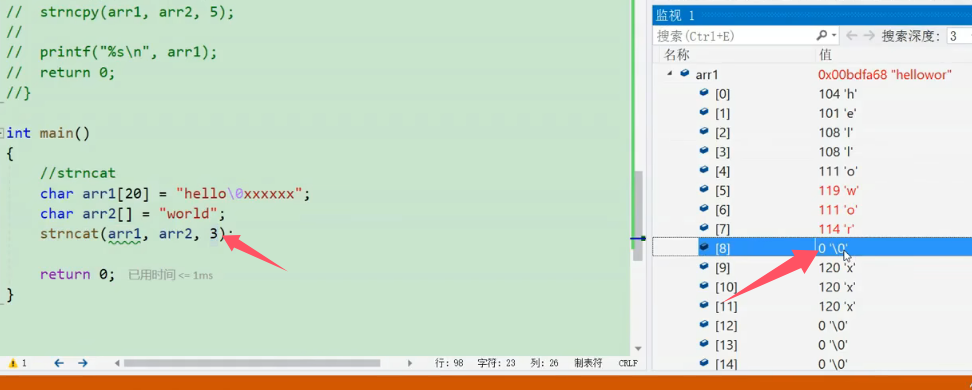 //  strncpy(arr1, arr2, 5);
//
//  printf("%s\n", arr1);
//  return 0;
//}
int main()
{
//strncat
char arr1[20] = "hello\0xxxxxx";
char arr2[] = "world";
strncat(arr1, arr2, 3);
return 0;  已用时间 <= 1ms
}
1  行: 98  字符: 23  列: 26  制表符  CRLF
监视 1
搜索(Ctrl+E)  搜索深度: 3
名称  值
arr1  0x00bdfa68 "hellowor"
[0]  104 'h'
[1]  101 'e'
[2]  108 'l'
[3]  108 'l'
[4]  111 'o'
[5]  119 'w'
[6]  111 'o'
[7]  114 'r'
[8]  0 '\0'
[9]  120 'x'
[10]  120 'x'
[11]  120 'x'
[12]  0 '\0'
[13]  0 '\0'
[14]  0 '\0'